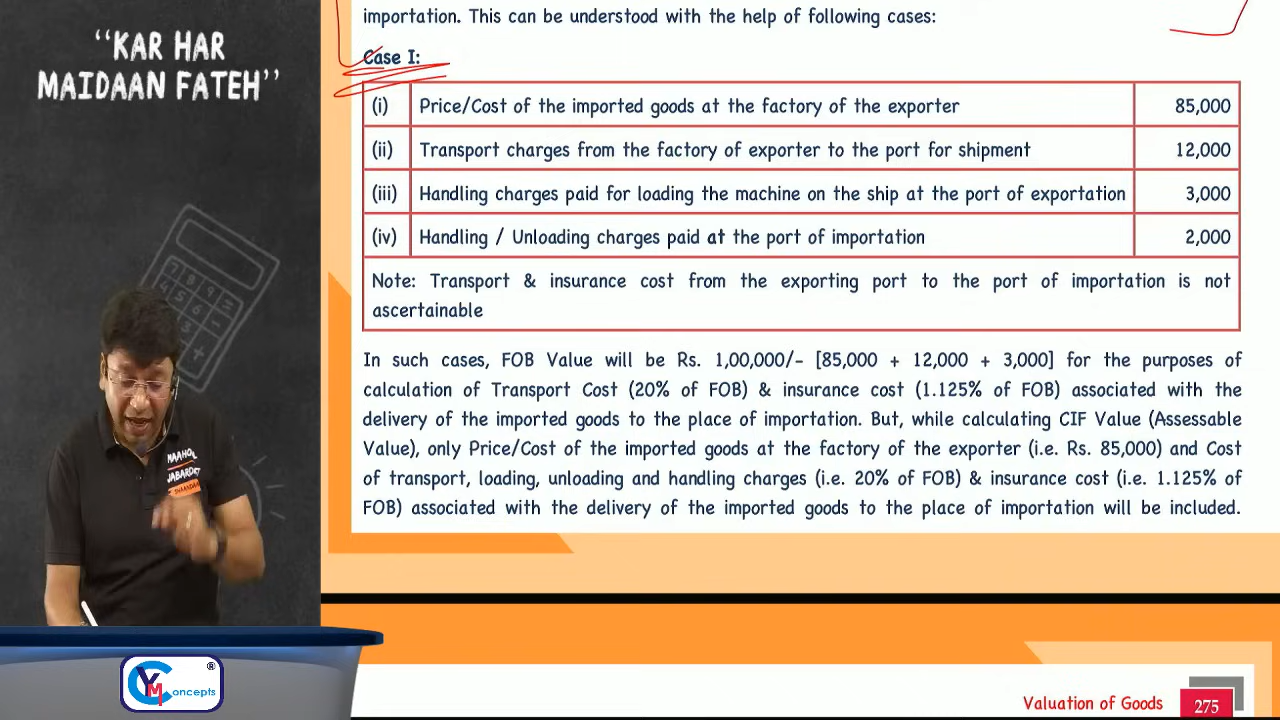 “KAR HAR
MAIDAAN FATEH”
importation. This can be understood with the help of following cases:
Case I:
(i) Price/Cost of the imported goods at the factory of the exporter 85,000
(ii) Transport charges from the factory of exporter to the port for shipment 12,000
(iii) Handling charges paid for loading the machine on the ship at the port of exportation 3,000
(iv) Handling / Unloading charges paid at the port of importation 2,000
Note: Transport & insurance cost from the exporting port to the port of importation is not
ascertainable
In such cases, FOB Value will be Rs. 1,00,000/- [85,000 + 12,000 + 3,000] for the purposes of
calculation of Transport Cost (20% of FOB) & insurance cost (1.125% of FOB) associated with the
delivery of the imported goods to the place of importation. But, while calculating CIF Value (Assessable
Value), only Price/Cost of the imported goods at the factory of the exporter (i.e. Rs. 85,000) and Cost
of transport, loading, unloading and handling charges (i.e. 20% of FOB) & insurance cost (i.e. 1.125% of
FOB) associated with the delivery of the imported goods to the place of importation will be included.
MAAHOL
JABARDAST
YM Concepts ®
Valuation of Goods 275